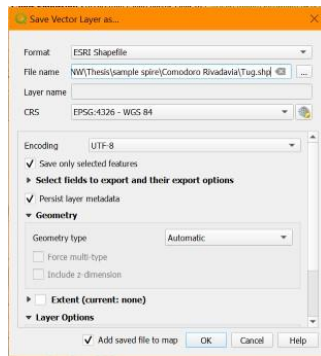 Save Vector Layer as...
Format ESRI Shapefile
File name NW\Thesis\sample spire\Comodoro Rivadavia\Tug.shp ...
Layer name
CRS EPSG:4326 - WGS 84
Encoding UTF-8
Save only selected features
Select fields to export and their export options
Persist layer metadata
Geometry
Geometry type Automatic
Force multi-type
Include z-dimension
Extent (current: none)
Layer Options
Add saved file to map OK Cancel Help